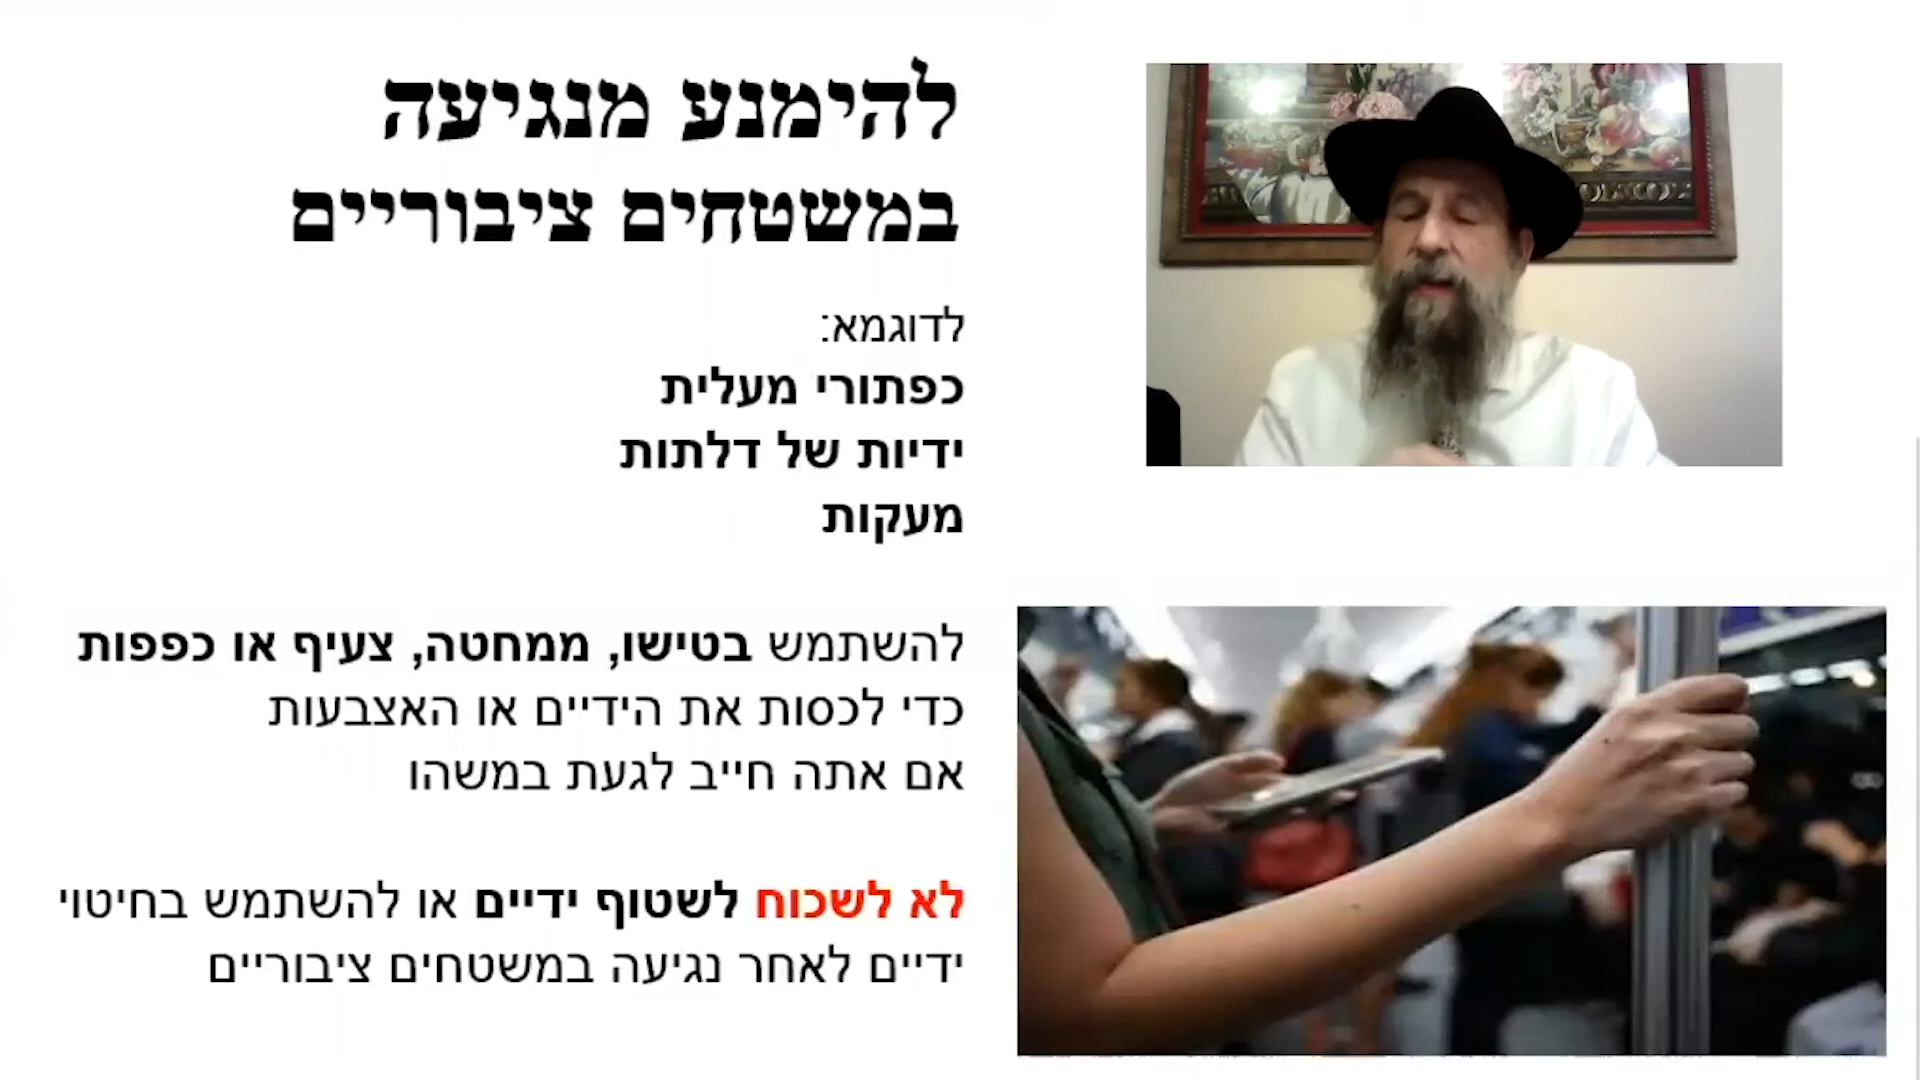 להימנע מנגיעה
במשטחים ציבוריים
לדוגמא:
כפתורי מעלית
ידיות של דלתות
מעקות
להשתמש בטישו, ממחטה, צעיף או כפפות
כדי לכסות את הידיים או האצבעות
אם אתה חייב לגעת במשהו
לא לשכוח לשטוף ידיים או להשתמש בחיטוי
ידיים לאחר נגיעה במשטחים ציבוריים